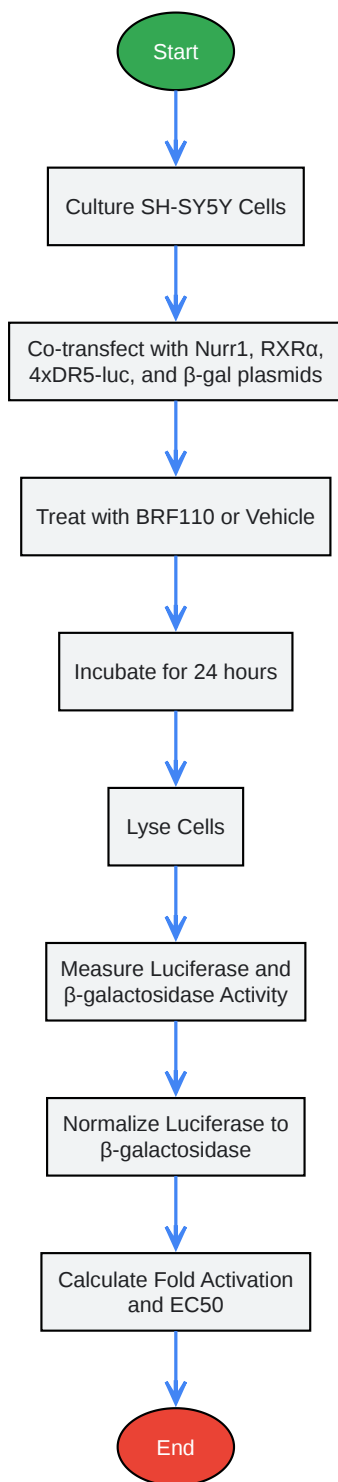 Start
Culture SH-SY5Y Cells
Co-transfect with Nurr1, RXRα,
4xDR5-luc, and β-gal plasmids
Treat with BRF110 or Vehicle
Incubate for 24 hours
Lyse Cells
Measure Luciferase and
β-galactosidase Activity
Normalize Luciferase to
β-galactosidase
Calculate Fold Activation
and EC50
End